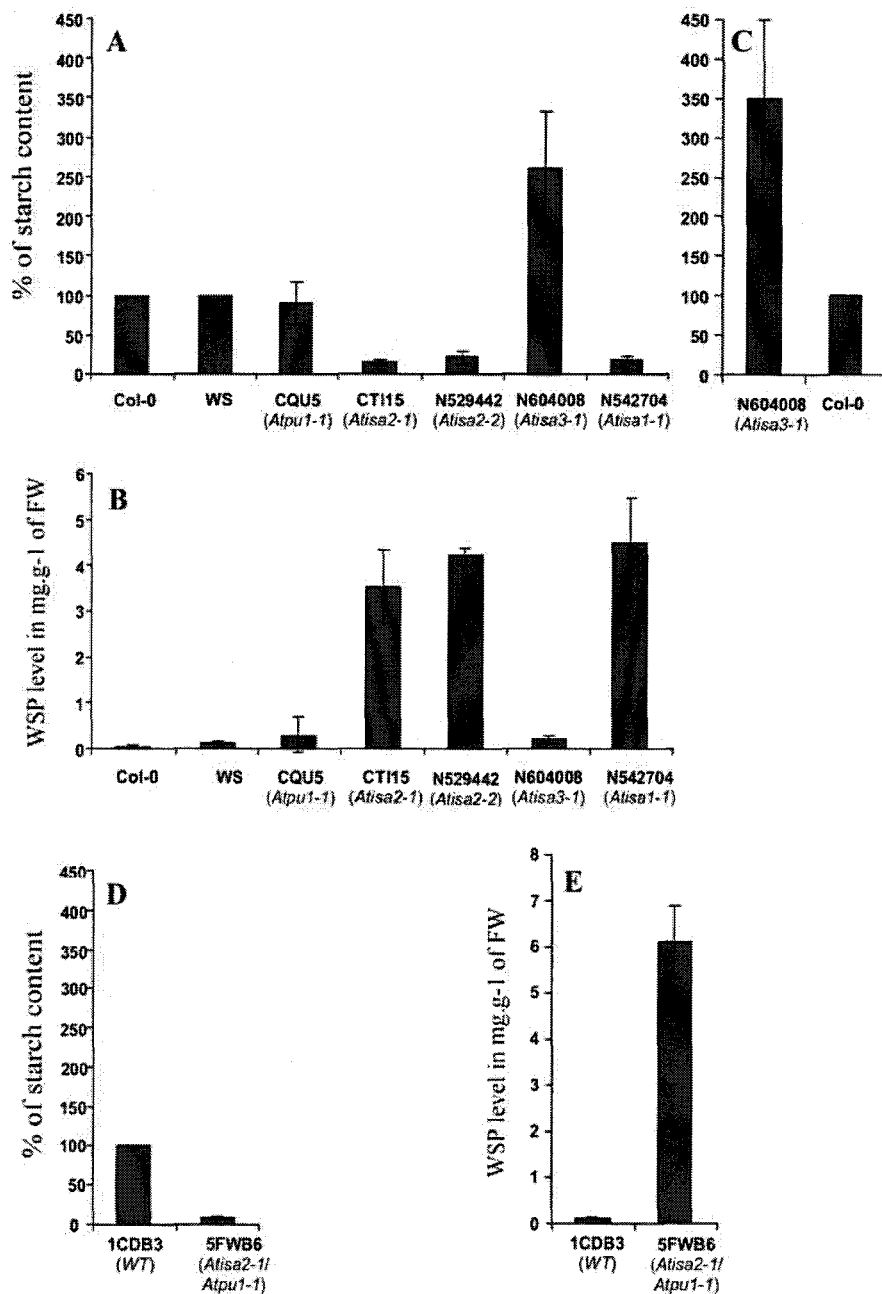 A
% of starch content
450
400
350
300
250
200
150
100
50
0
Col-0 WS CQU5 CTI15 N529442 N604008 N542704
(Atpu1-1) (Atisa2-1) (Atisa2-2) (Atisa3-1) (Atisa1-1)
C
450
400
350
300
250
200
150
100
50
0
N604008 Col-0
(Atisa3-1)
B
WSP level in mg.g-1 of FW
6
5
4
3
2
1
0
Col-0 WS CQU5 CTI15 N529442 N604008 N542704
(Atpu1-1) (Atisa2-1) (Atisa2-2) (Atisa3-1) (Atisa1-1)
D
% of starch content
450
400
350
300
250
200
150
100
50
0
1CDB3 5FWB6
(WT) (Atisa2-1/
Atpu1-1)
E
WSP level in mg.g-1 of FW
8
7
6
5
4
3
2
1
0
1CDB3 5FWB6
(WT) (Atisa2-1/
Atpu1-1)